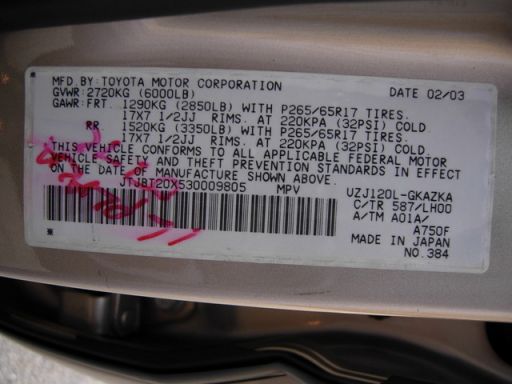 MFD. BY: TOYOTA MOTOR CORPORATION DATE 02/03
GVWR: 2720KG (6000LB)
GAWR: FRT. 1290KG (2850LB) WITH P265/65R17 TIRES.
17X7 1/2JJ RIMS. AT 220KPA (32PSI) COLD.
RR 1520KG (3350LB) WITH P265/65R17 TIRES.
17X7 1/2JJ RIMS. AT 220KPA (32PSI) COLD.
THIS VEHICLE CONFORMS TO ALL APPLICABLE FEDERAL MOTOR
VEHICLE SAFETY AND THEFT PREVENTION STANDARDS IN EFFECT
ON THE DATE OF MANUFACTURE SHOWN ABOVE.
JTJBT20X530009805 MPV UZJ120L-GKAZKA
C/TR 587/LH00
A/TM A01A/
A750F
MADE IN JAPAN
NO.384